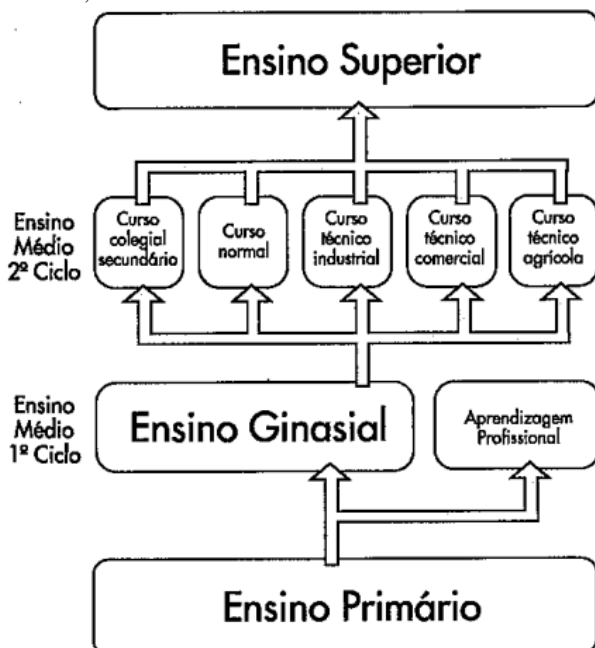 Ensino Superior
Ensino
Médio
2º Ciclo
Curso
colegial
secundário
Curso
normal
Curso
técnico
industrial
Curso
técnico
comercial
Curso
técnico
agrícola
Ensino
Médio
1º Ciclo
Ensino Ginasial
Aprendizagem
Profissional
Ensino Primário